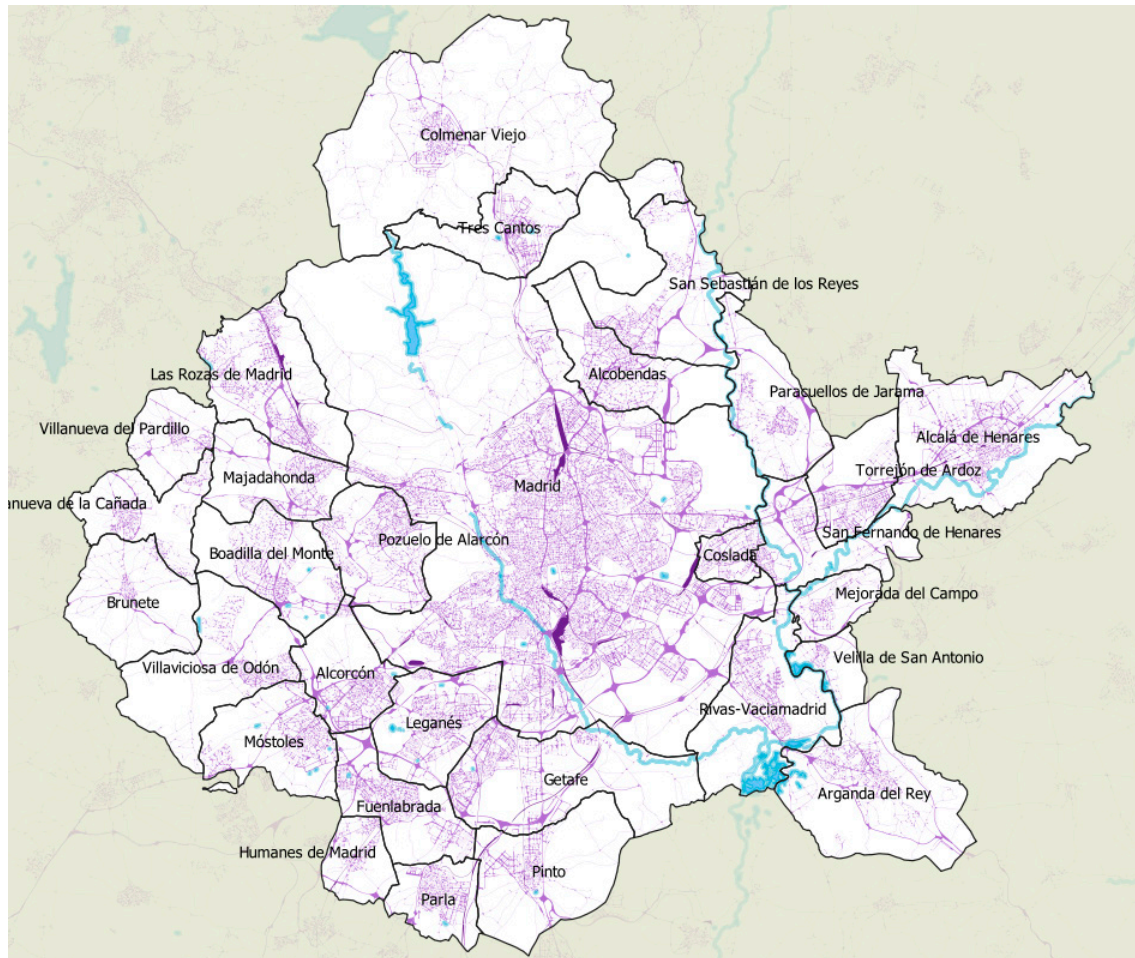 Colmenar Viejo
Tres Cantos
San Sebastián de los Reyes
Las Rozas de Madrid
Alcobendas
Paracuellos de Jarama
Villanueva del Pardillo
Alcalá de Henares
Majadahonda
Torrejón de Ardoz
Madrid
anueva de la Cañada
San Fernando de Henares
Pozuelo de Alarcón
Boadilla del Monte
Coslada
Mejorada del Campo
Brunete
Velilla de San Antonio
Villaviciosa de Odón
Alcorcón
Rivas-Vaciamadrid
Leganés
Móstoles
Getafe
Arganda del Rey
Fuenlabrada
Humanes de Madrid
Pinto
Parla